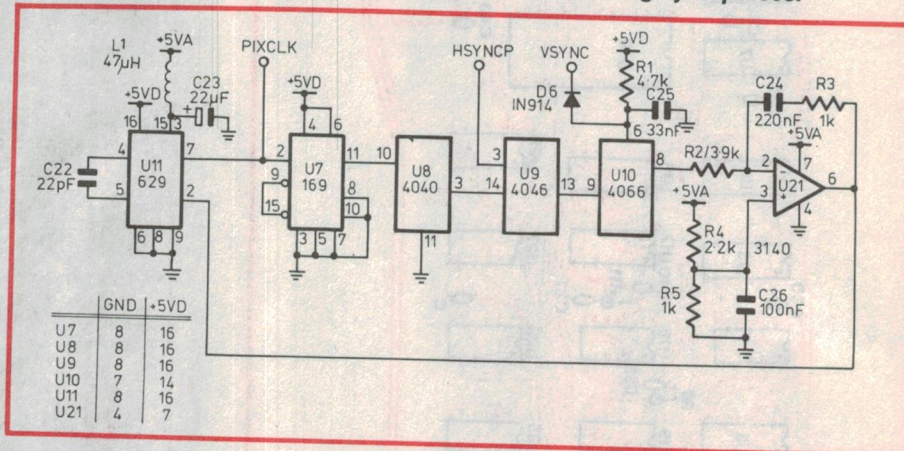 L1
47µH
+5VA
PIXCLK
+5VD
C23
22µF
+
16
15
3
4
5
7
2
U11
629
C22
22pF
6
8
9
+5VD
4
6
2
11
U7
169
9
15
8
10
3
5
7
10
U8
4040
3
11
HSYNCP
3
14
U9
4046
13
VSYNC
D6
IN914
+5VD
R1
4·7k
C25
33nF
6
9
U10
4066
8
R2/3·9k
C24
220nF
R3
1k
+5VA
7
2
-
3
+
U21
6
4
3140
+5VA
R4
2·2k
R5
1k
C26
100nF
GND +5VD
U7 8 16
U8 8 16
U9 8 16
U10 7 14
U11 8 16
U21 4 7